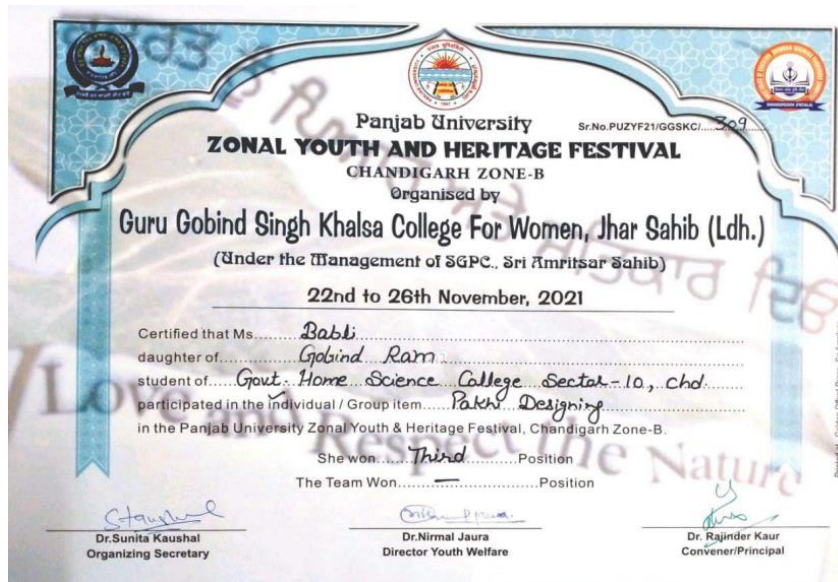 Panjab University
Sr.No.PUZYF21/GGSKC/.....309.....
ZONAL YOUTH AND HERITAGE FESTIVAL
CHANDIGARH ZONE-B
Organised by
Guru Gobind Singh Khalsa College For Women, Jhar Sahib (Ldh.)
(Under the Management of SGPC., Sri Amritsar Sahib)
22nd to 26th November, 2021
Certified that Ms.....Babli
daughter of.....Gobind Ram
student of.....Govt. Home Science College Sector-10, Chd.
participated in the individual / Group item.....Pakhi Designing
in the Panjab University Zonal Youth & Heritage Festival, Chandigarh Zone-B.
She won.....Third.....Position
The Team Won.....—.....Position
Love and Respect the Nature
Dr.Sunita Kaushal
Organizing Secretary
Dr.Nirmal Jaura
Director Youth Welfare
Dr. Rajinder Kaur
Convener/Principal